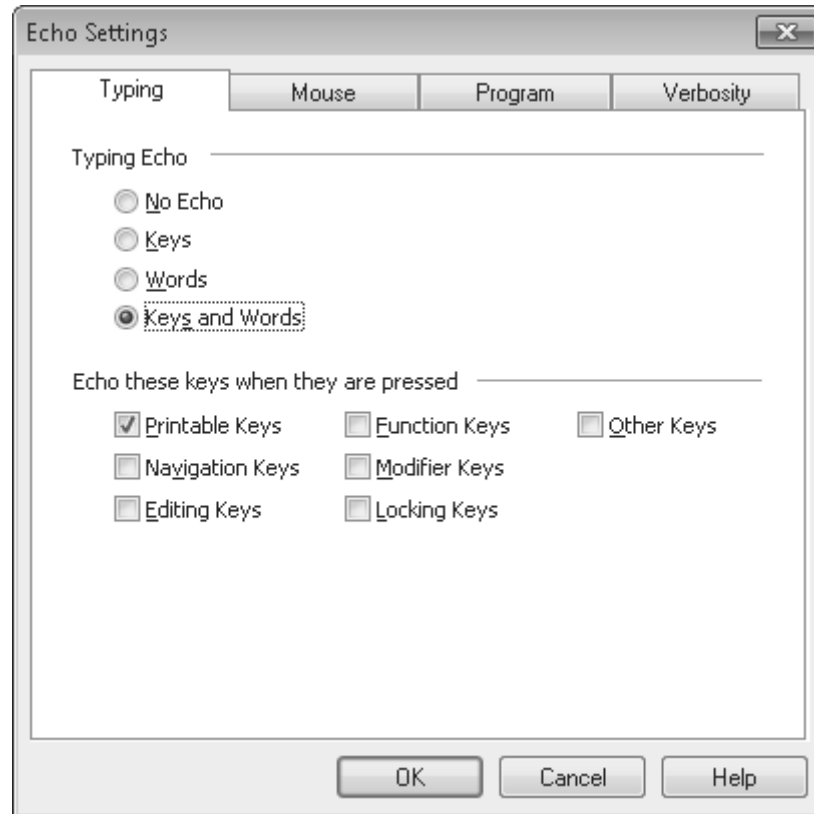 Echo Settings
Typing Mouse Program Verbosity
Typing Echo
No Echo
Keys
Words
Keys and Words
Echo these keys when they are pressed
Printable Keys Function Keys Other Keys
Navigation Keys Modifier Keys
Editing Keys Locking Keys
OK Cancel Help